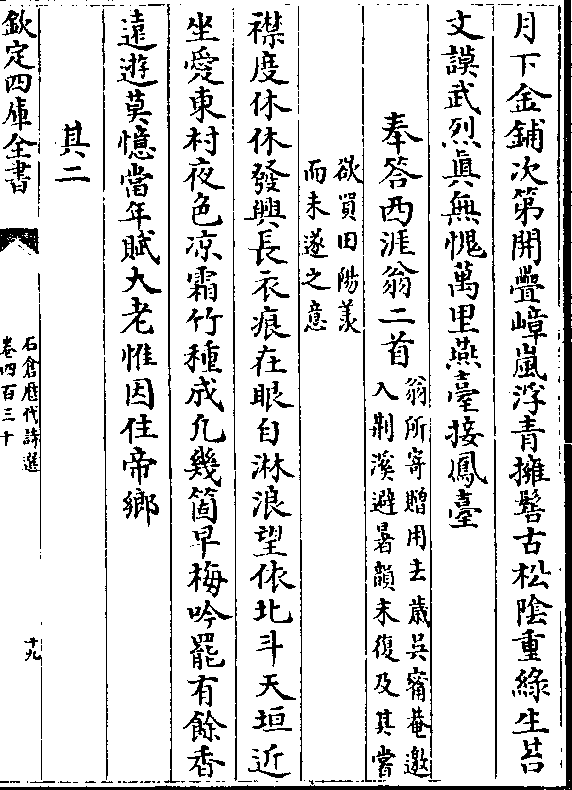 月下金鋪次第開疊嶂嵐浮青擁髻古松陰重緑生苔
文謨武烈眞無愧萬里燕臺接鳳臺
奉答西涯翁二首翁所寄贈用去歲吳甯菴邀
入荆溪避暑韻末復及其嘗
欲買田陽羨
而未遂之意
襟度休休發興長衣痕在眼自淋浪望依北斗天垣近
坐愛東村夜色凉霜竹種成凡幾箇早梅吟罷有餘香
遠遊莫憶當年賦大老惟因住帝鄉
其二
欽定四庫全書
石倉歷代詩選
卷四百三十
十九